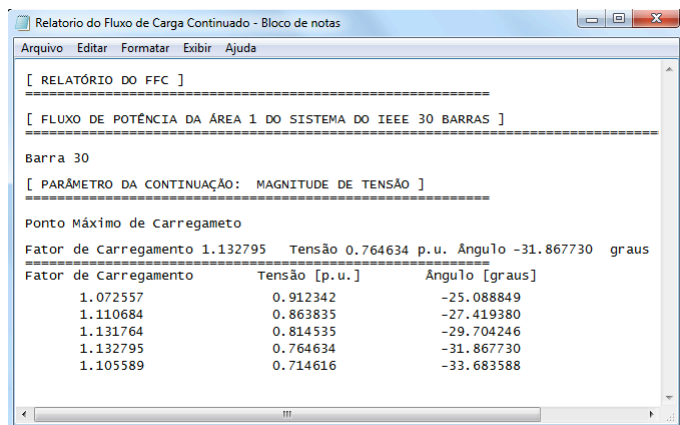 Relatorio do Fluxo de Carga Continuado - Bloco de notas
Arquivo Editar Formatar Exibir Ajuda
[ RELATÓRIO DO FFC ]
[ FLUXO DE POTÊNCIA DA ÁREA 1 DO SISTEMA DO IEEE 30 BARRAS ]
Barra 30
[ PARÂMETRO DA CONTINUAÇÃO: MAGNITUDE DE TENSÃO ]
Ponto Máximo de Carregameto
Fator de Carregamento 1.132795 Tensão 0.764634 p.u. Ângulo -31.867730 graus
Fator de Carregamento Tensão [p.u.] Ângulo [graus]
1.072557 0.912342 -25.088849
1.110684 0.863835 -27.419380
1.131764 0.814535 -29.704246
1.132795 0.764634 -31.867730
1.105589 0.714616 -33.683588